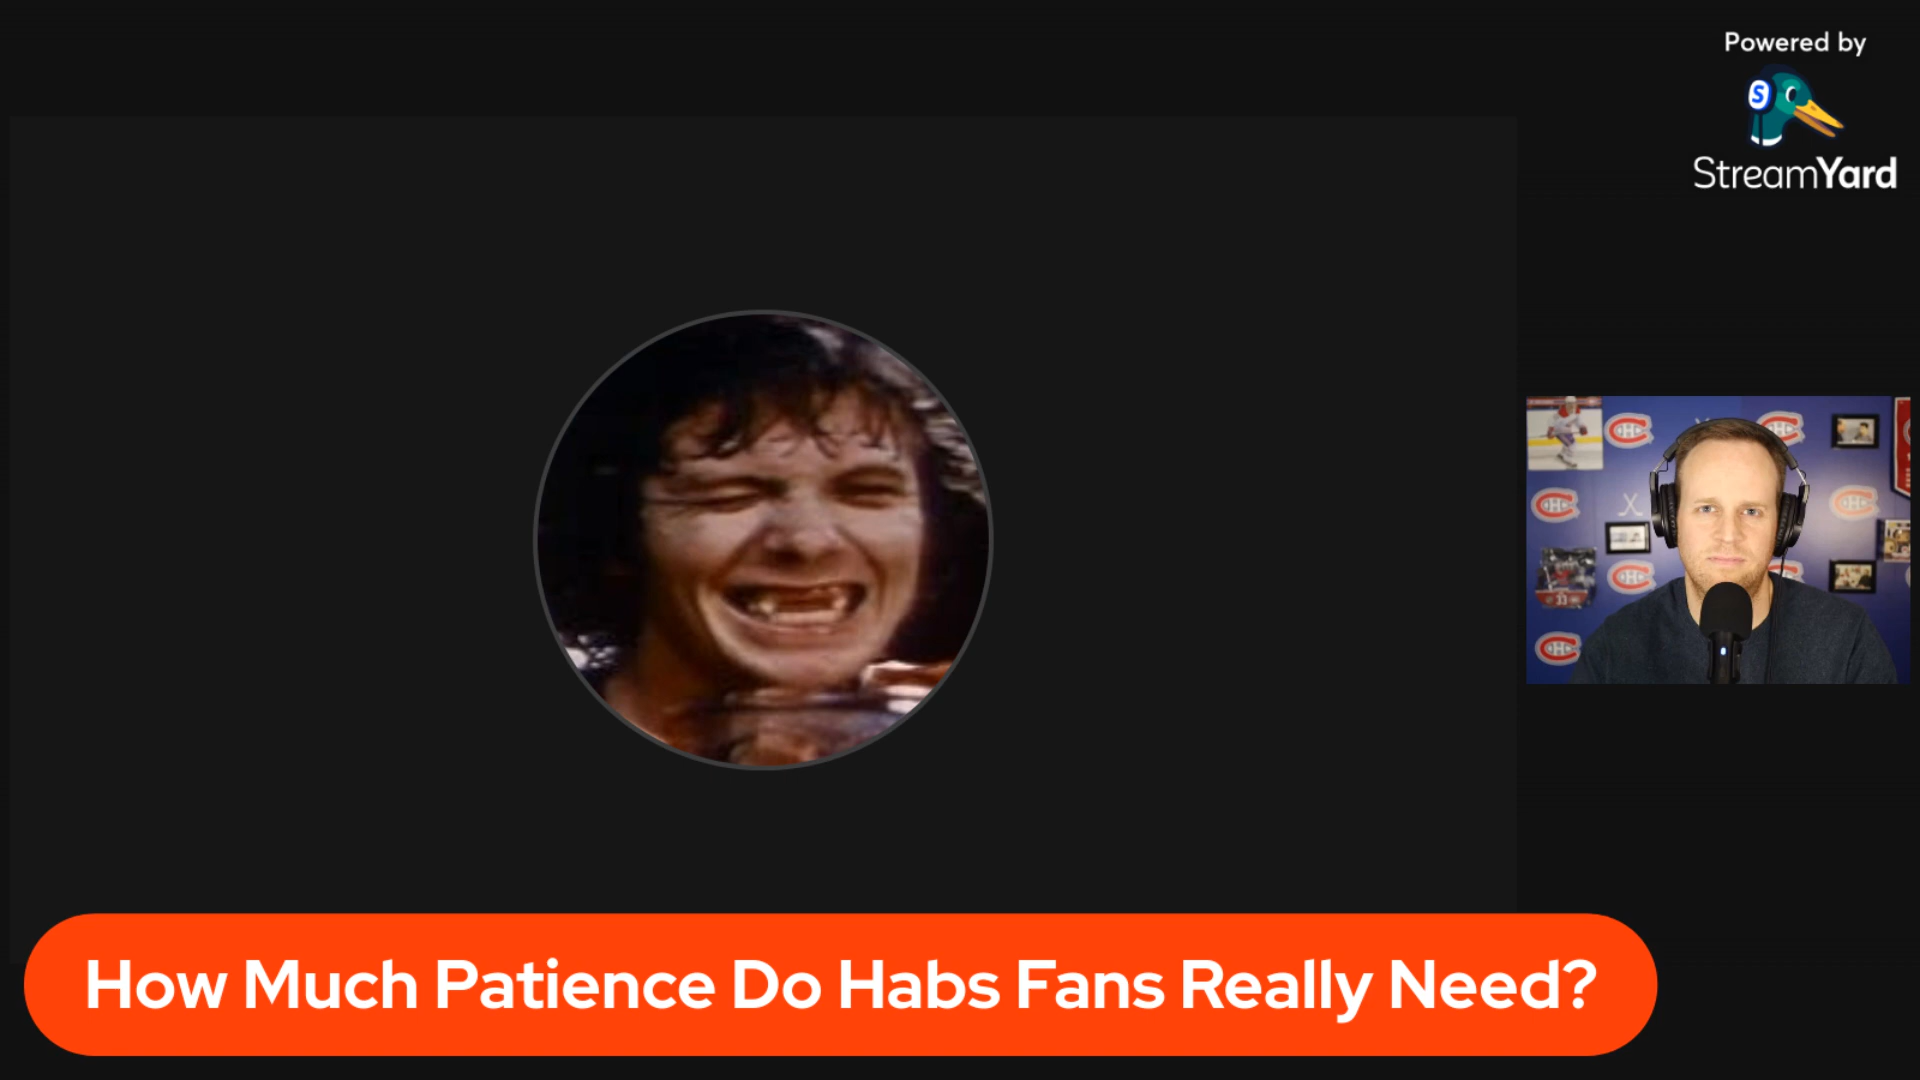 Powered by
S
StreamYard
How Much Patience Do Habs Fans Really Need?